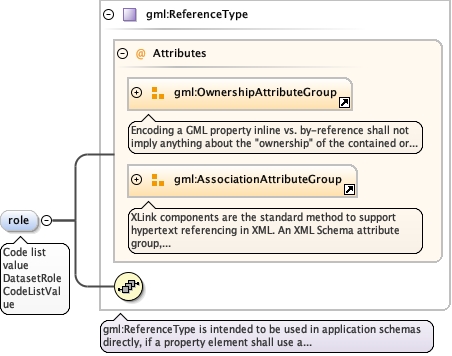 gml:ReferenceType
@ Attributes
gml:OwnershipAttributeGroup
Encoding a GML property inline vs. by-reference shall not
imply anything about the "ownership" of the contained or...
gml:AssociationAttributeGroup
XLink components are the standard method to support
hypertext referencing in XML. An XML Schema attribute
group,...
role
Code list
value
DatasetRole
CodeListVal
ue
gml:ReferenceType is intended to be used in application schemas
directly, if a property element shall use a...